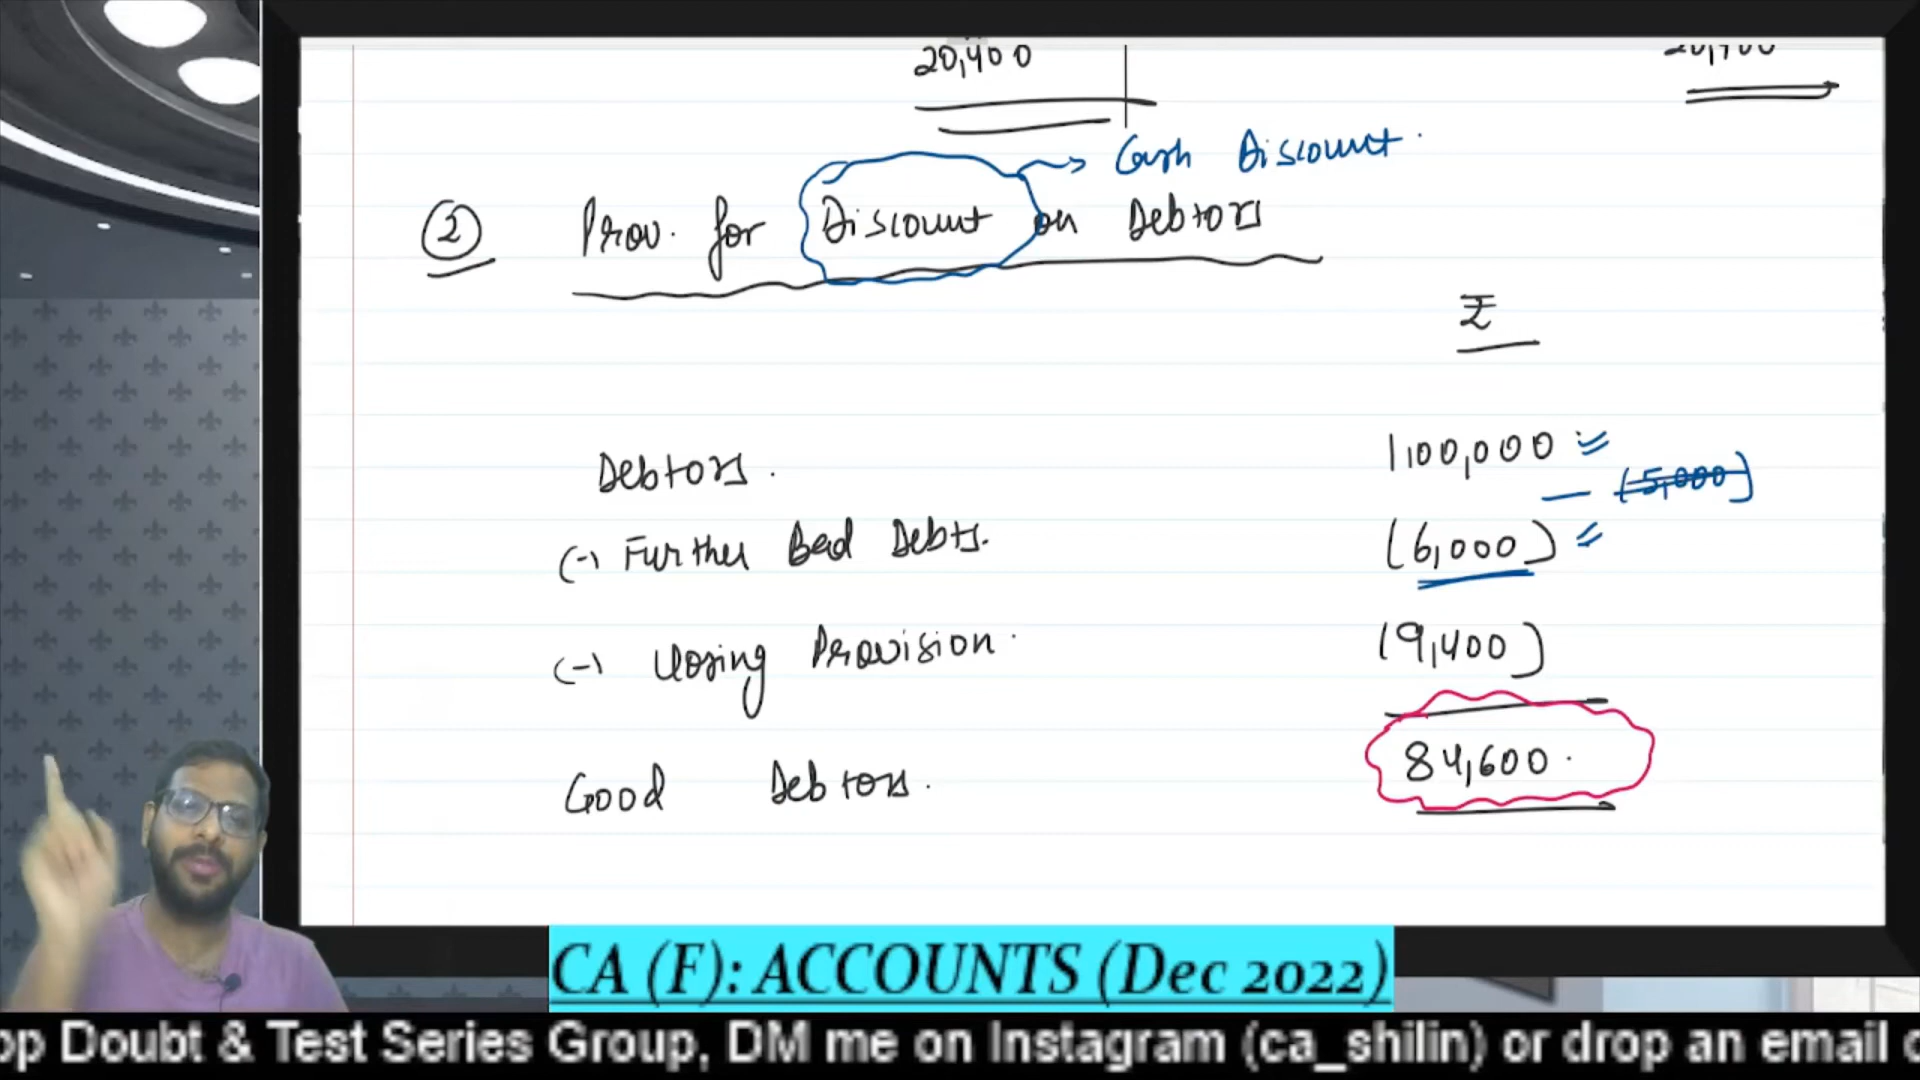 20,400
② Prov. for Discount on Debtors → Cash Discount.
₹
Debtors. 1,00,000
– (5,000)
(-) Further Bad Debts. (6,000)
(-) Closing Provision. (9,400)
Good Debtors. 84,600.
CA (F): ACCOUNTS (Dec 2022)
op Doubt & Test Series Group, DM me on Instagram (ca_shilin) or drop an email